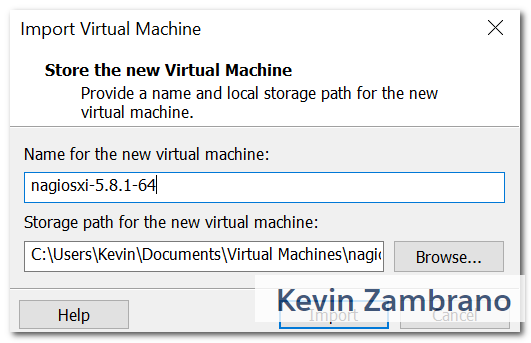 Import Virtual Machine
Store the new Virtual Machine
Provide a name and local storage path for the new
virtual machine.
Name for the new virtual machine:
nagiosxi-5.8.1-64
Storage path for the new virtual machine:
C:\Users\Kevin\Documents\Virtual Machines\nagio
Browse...
Kevin Zambrano
Help
Import
Cancel